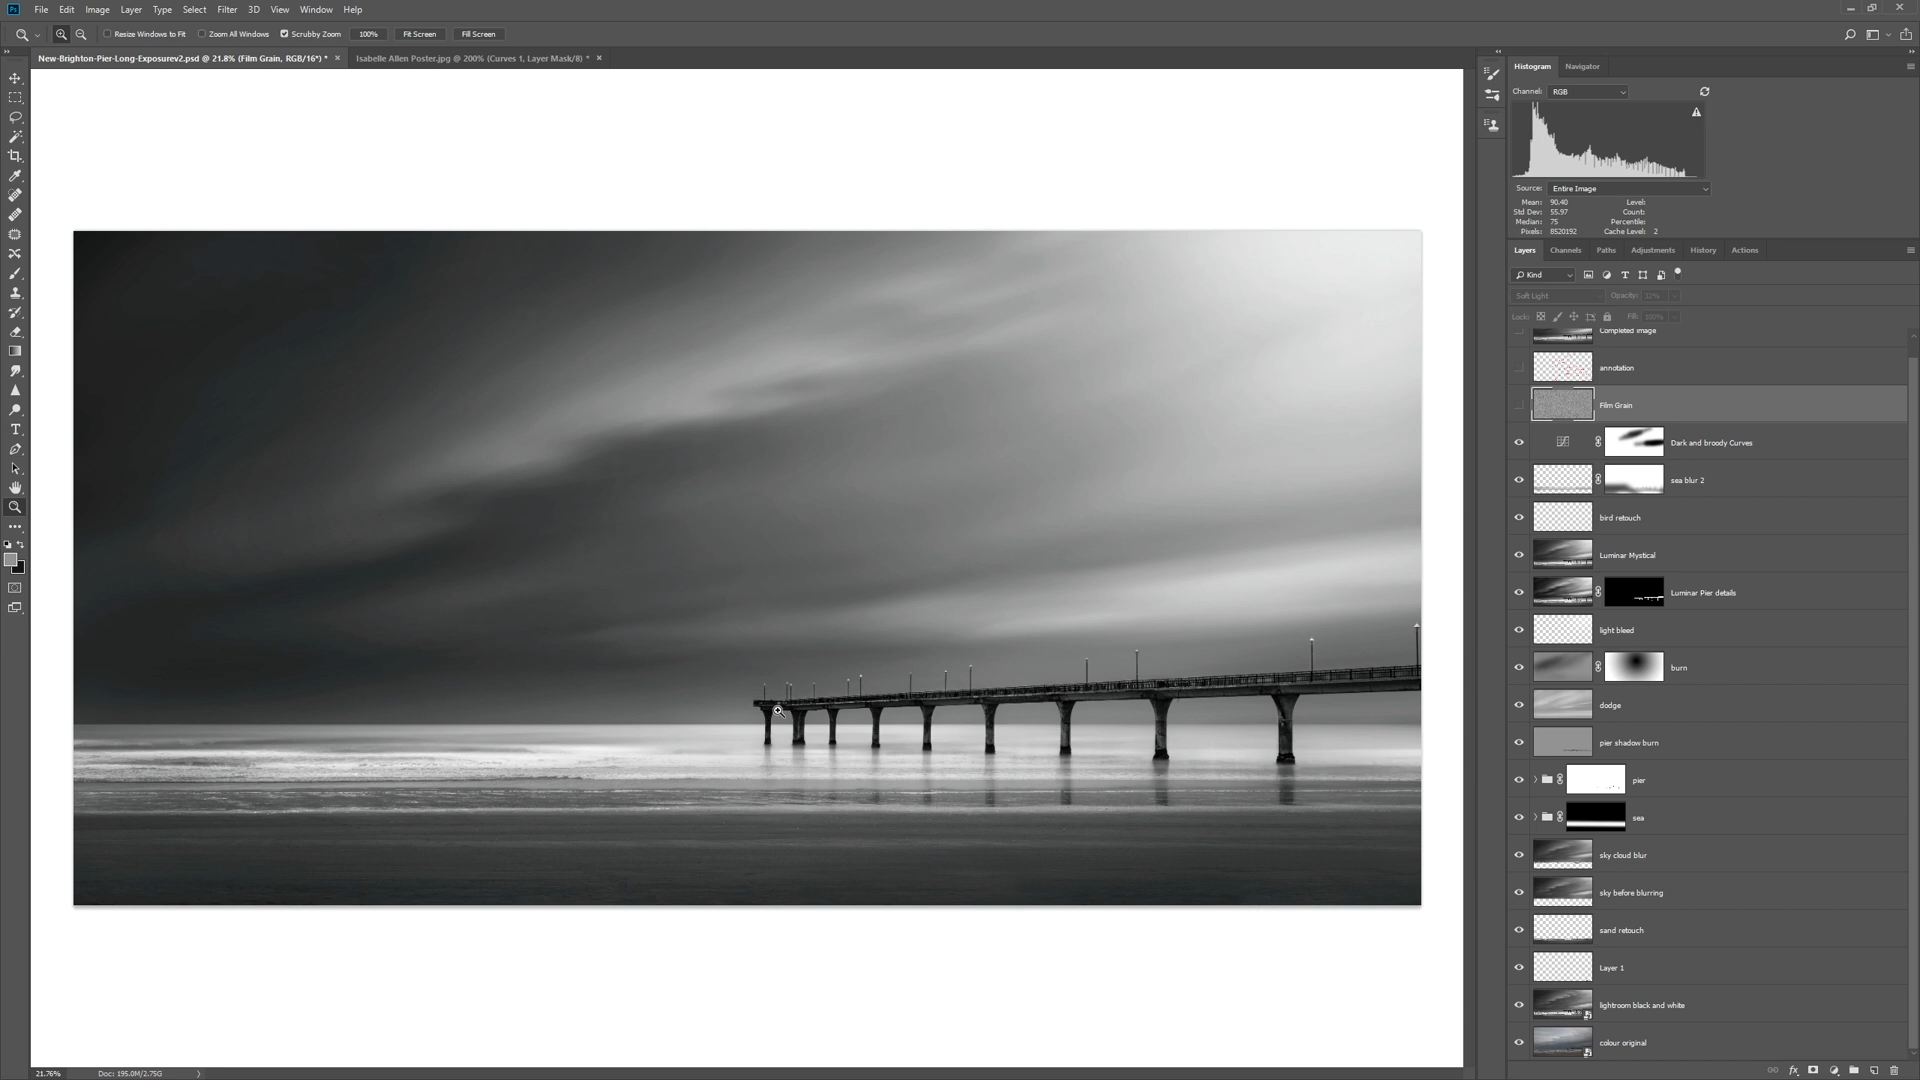 Ps File Edit Image Layer Type Select Filter 3D View Window Help
Resize Windows to Fit Zoom All Windows Scrubby Zoom 100% Fit Screen Fill Screen
New-Brighton-Pier-Long-Exposurev2.psd @ 21.8% (Film Grain, RGB/16*) * × Isabelle Allen Poster.jpg @ 200% (Curves 1, Layer Mask/8) * ×
Histogram Navigator
Channel: RGB
Source: Entire Image
Mean: 90.40 Level:
Std Dev: 55.97 Count:
Median: 75 Percentile:
Pixels: 8520192 Cache Level: 2
Layers Channels Paths Adjustments History Actions
Kind
Soft Light Opacity: 12%
Lock: Fill: 100%
Completed Image
annotation
Film Grain
Dark and broody Curves
sea blur 2
bird retouch
Luminar Mystical
Luminar Pier details
light bleed
burn
dodge
pier shadow burn
pier
sea
sky cloud blur
sky before blurring
sand retouch
Layer 1
lightroom black and white
colour original
21.76% Doc: 195.0M/2.75G